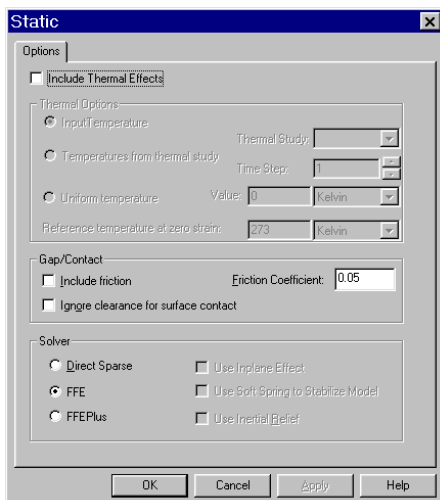 Static
Options
Include Thermal Effects
Thermal Options
InputTemperature
Thermal Study:
Temperatures from thermal study
Time Step: 1
Uniform temperature Value: 0 Kelvin
Reference temperature at zero strain: 273 Kelvin
Gap/Contact
Include friction Friction Coefficient: 0.05
Ignore clearance for surface contact
Solver
Direct Sparse Use Inplane Effect
FFE Use Soft Spring to Stabilize Model
FFEPlus Use Inertial Relief
OK Cancel Apply Help